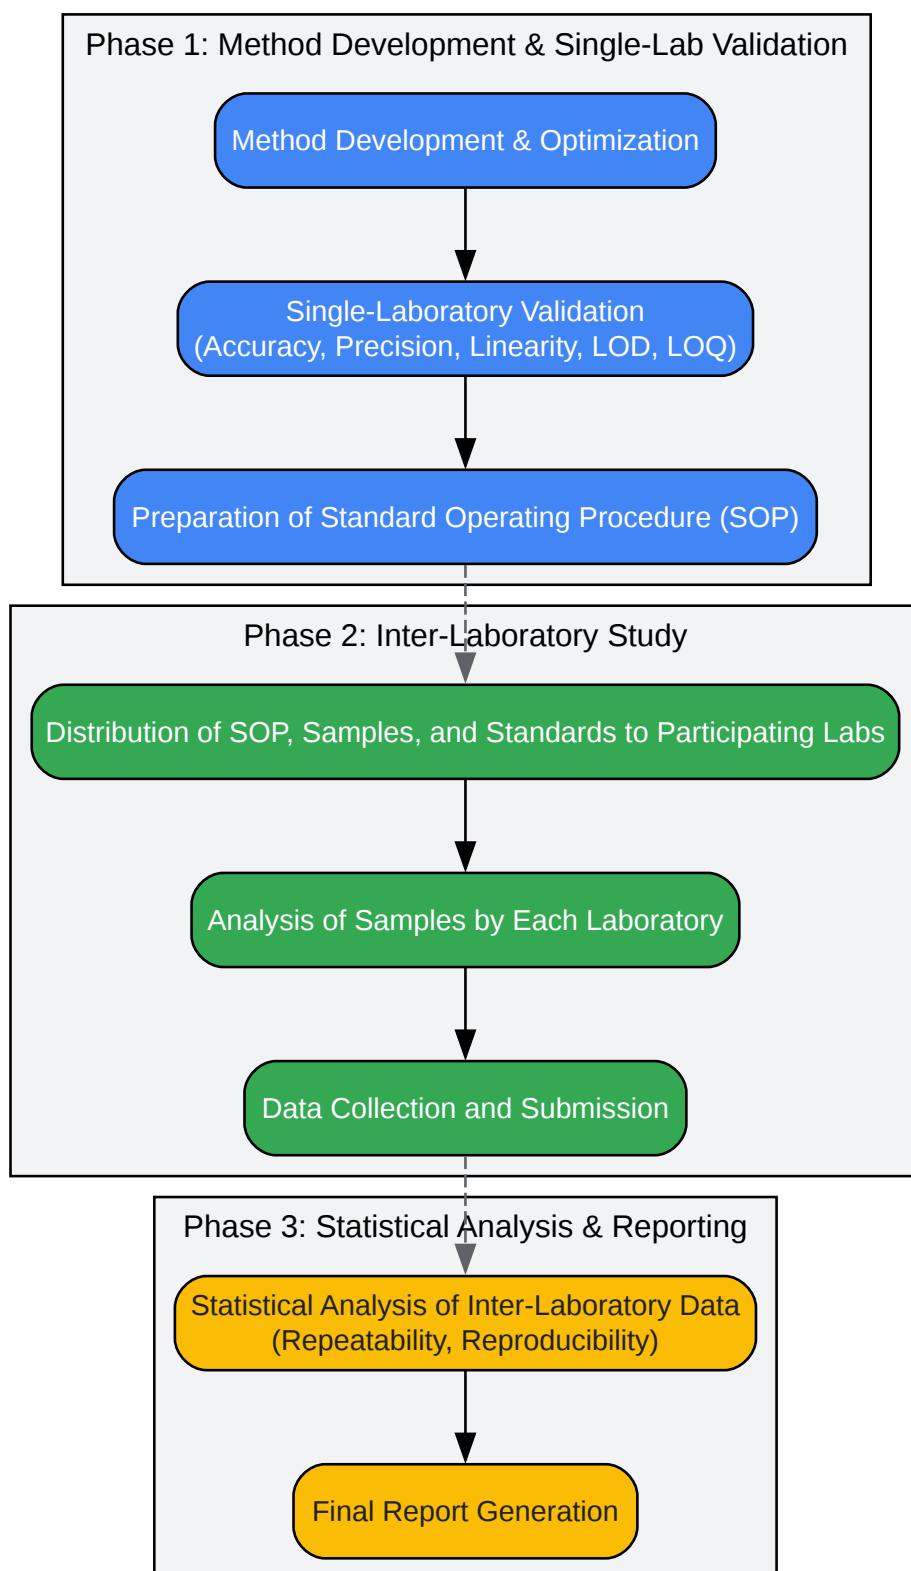 Phase 1: Method Development & Single-Lab Validation
Method Development & Optimization
Single-Laboratory Validation
(Accuracy, Precision, Linearity, LOD, LOQ)
Preparation of Standard Operating Procedure (SOP)
Phase 2: Inter-Laboratory Study
Distribution of SOP, Samples, and Standards to Participating Labs
Analysis of Samples by Each Laboratory
Data Collection and Submission
Phase 3: Statistical Analysis & Reporting
Statistical Analysis of Inter-Laboratory Data
(Repeatability, Reproducibility)
Final Report Generation